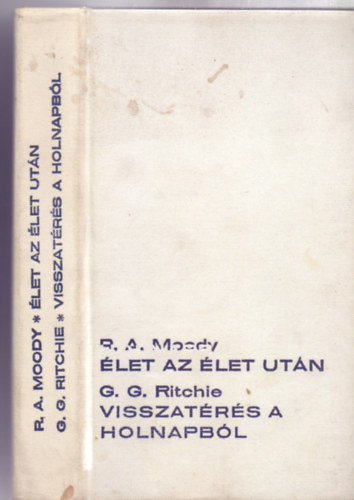 R. A. MOODY * ÉLET AZ ÉLET UTÁN
G. G. RITCHIE * VISSZATÉRÉS A HOLNAPBÓL
R. A. Moody
ÉLET AZ ÉLET UTÁN
G. G. Ritchie
VISSZATÉRÉS A
HOLNAPBÓL